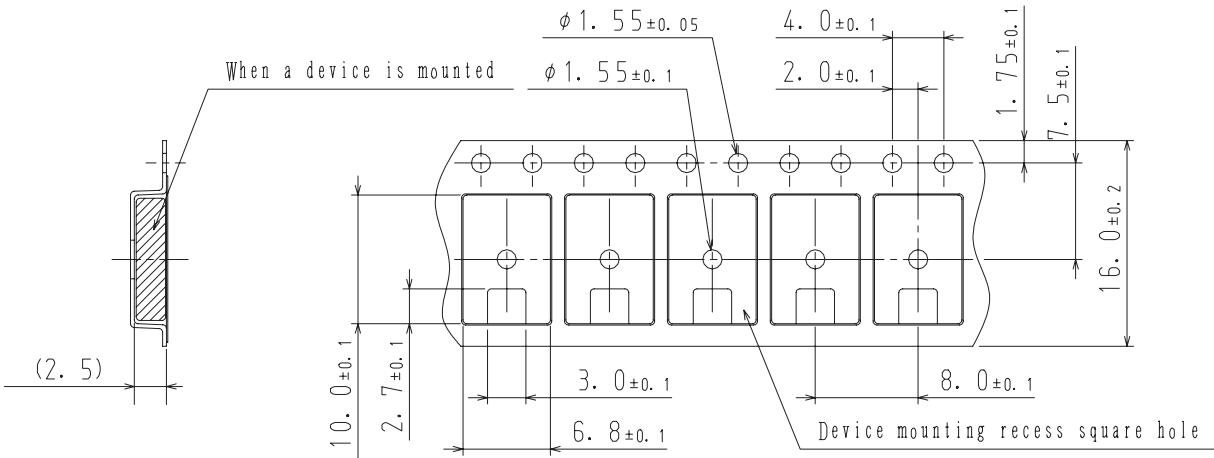 φ1.55±0.05
4.0±0.1
When a device is mounted
φ1.55±0.1
2.0±0.1
1.75±0.1
7.5±0.1
16.0±0.2
(2.5)
10.0±0.1
2.7±0.1
3.0±0.1
8.0±0.1
6.8±0.1
Device mounting recess square hole